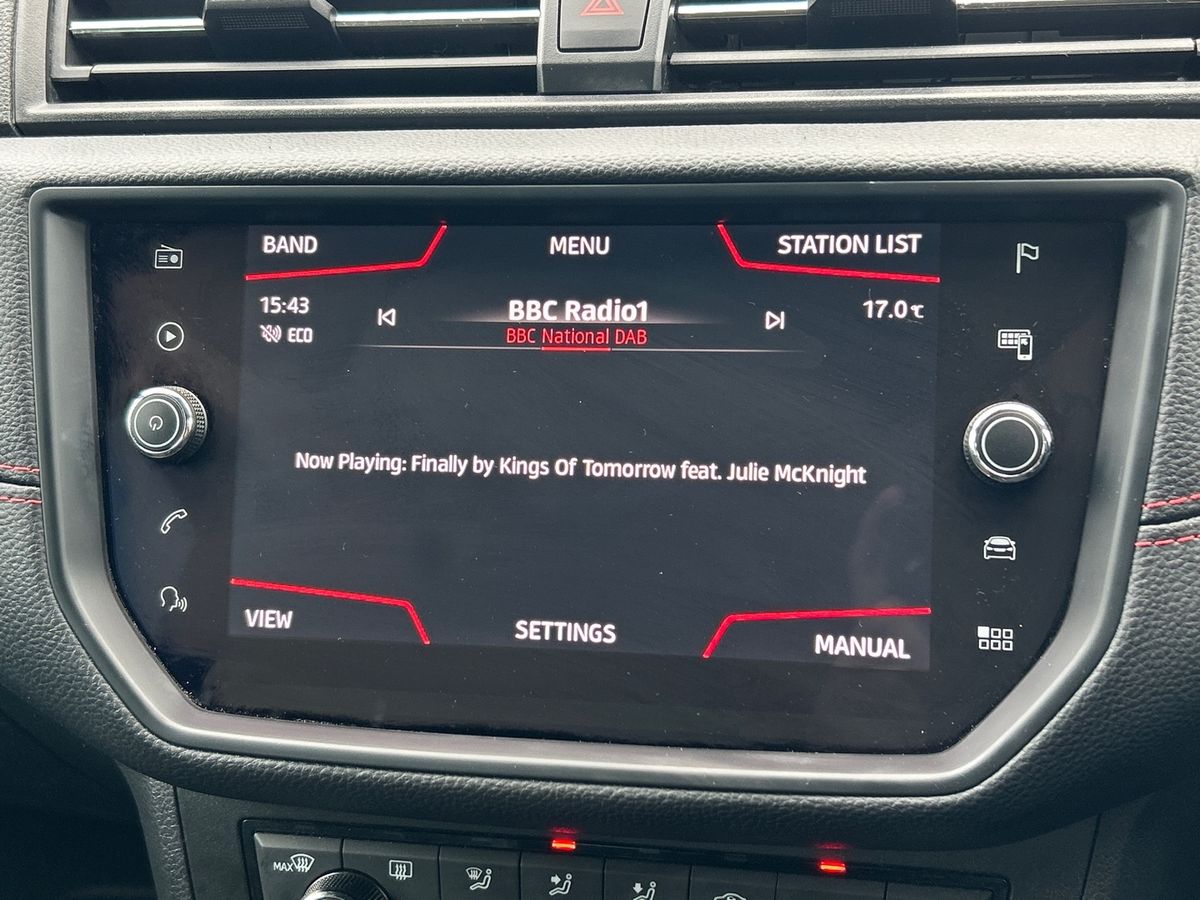 BAND
MENU
STATION LIST
15:43
BBC Radio1
17.0°C
ECO
BBC National DAB
Now Playing: Finally by Kings Of Tomorrow feat. Julie McKnight
VIEW
SETTINGS
MANUAL
MAX